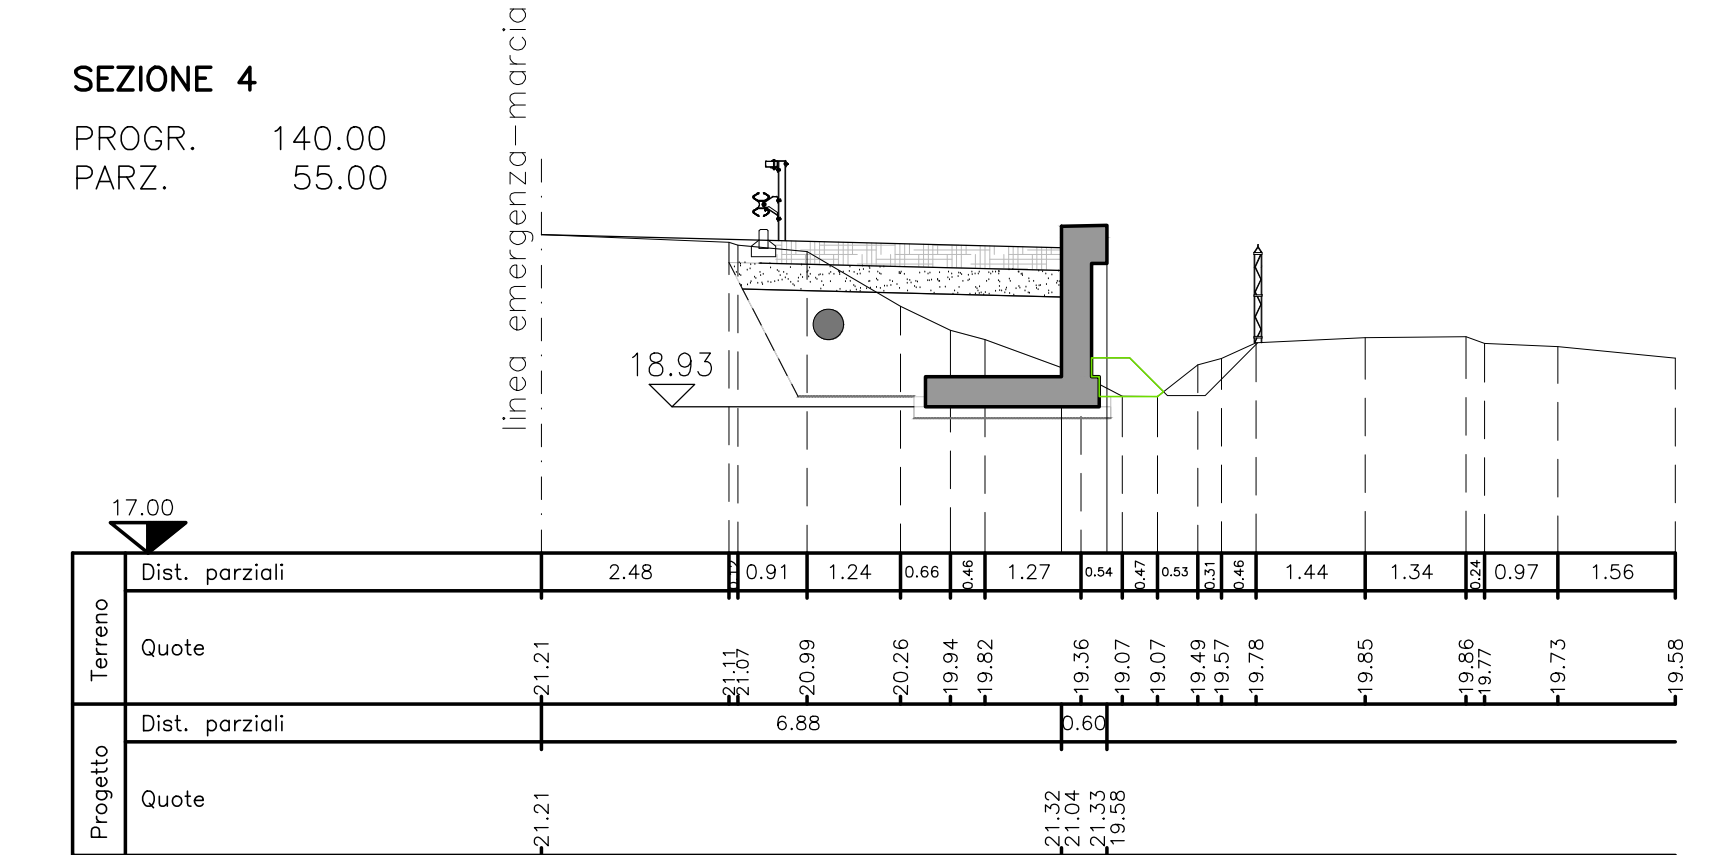 SEZIONE 4
PROGR. 140.00
PARZ. 55.00
linea emergenza-marcia
18.93
17.00
Terreno
Dist. parziali 2.48 0.12 0.91 1.24 0.66 0.46 1.27 0.54 0.47 0.53 0.31 0.46 1.44 1.34 0.24 0.97 1.56
Quote 21.21 21.11 21.07 20.99 20.26 19.94 19.82 19.36 19.07 19.07 19.49 19.57 19.78 19.85 19.86 19.77 19.73 19.58
Progetto
Dist. parziali 6.88 0.60
Quote 21.21 21.32 21.04 21.33 19.58